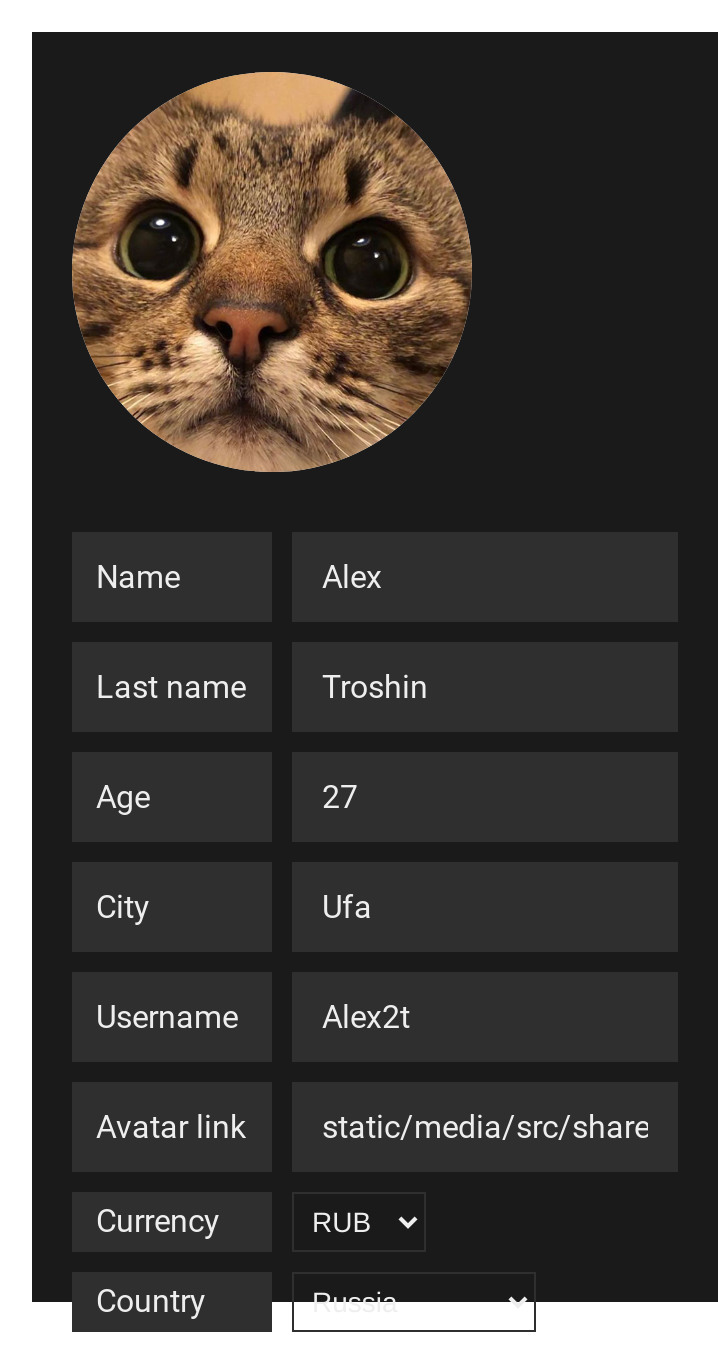 Name Alex
Last name Troshin
Age 27
City Ufa
Username Alex2t
Avatar link static/media/src/share
Currency RUB
Country Russia